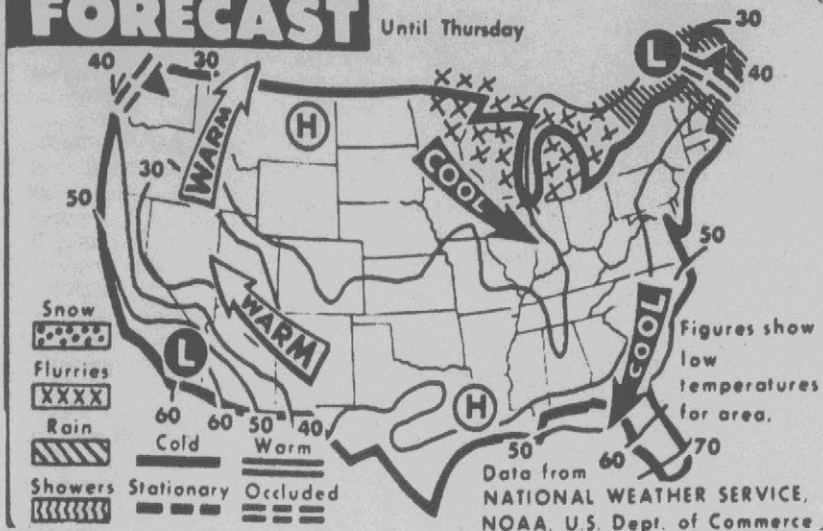 FORECAST
Until Thursday
40
30
30
40
L
H
WARM
COOL
30
50
50
WARM
COOL
L
H
Snow
Flurries
XXXX
Rain
Showers
60
60
50
40
50
60
70
Cold
Warm
Stationary
Occluded
Figures show
low
temperatures
for area.
Data from
NATIONAL WEATHER SERVICE,
NOAA, U.S. Dept. of Commerce